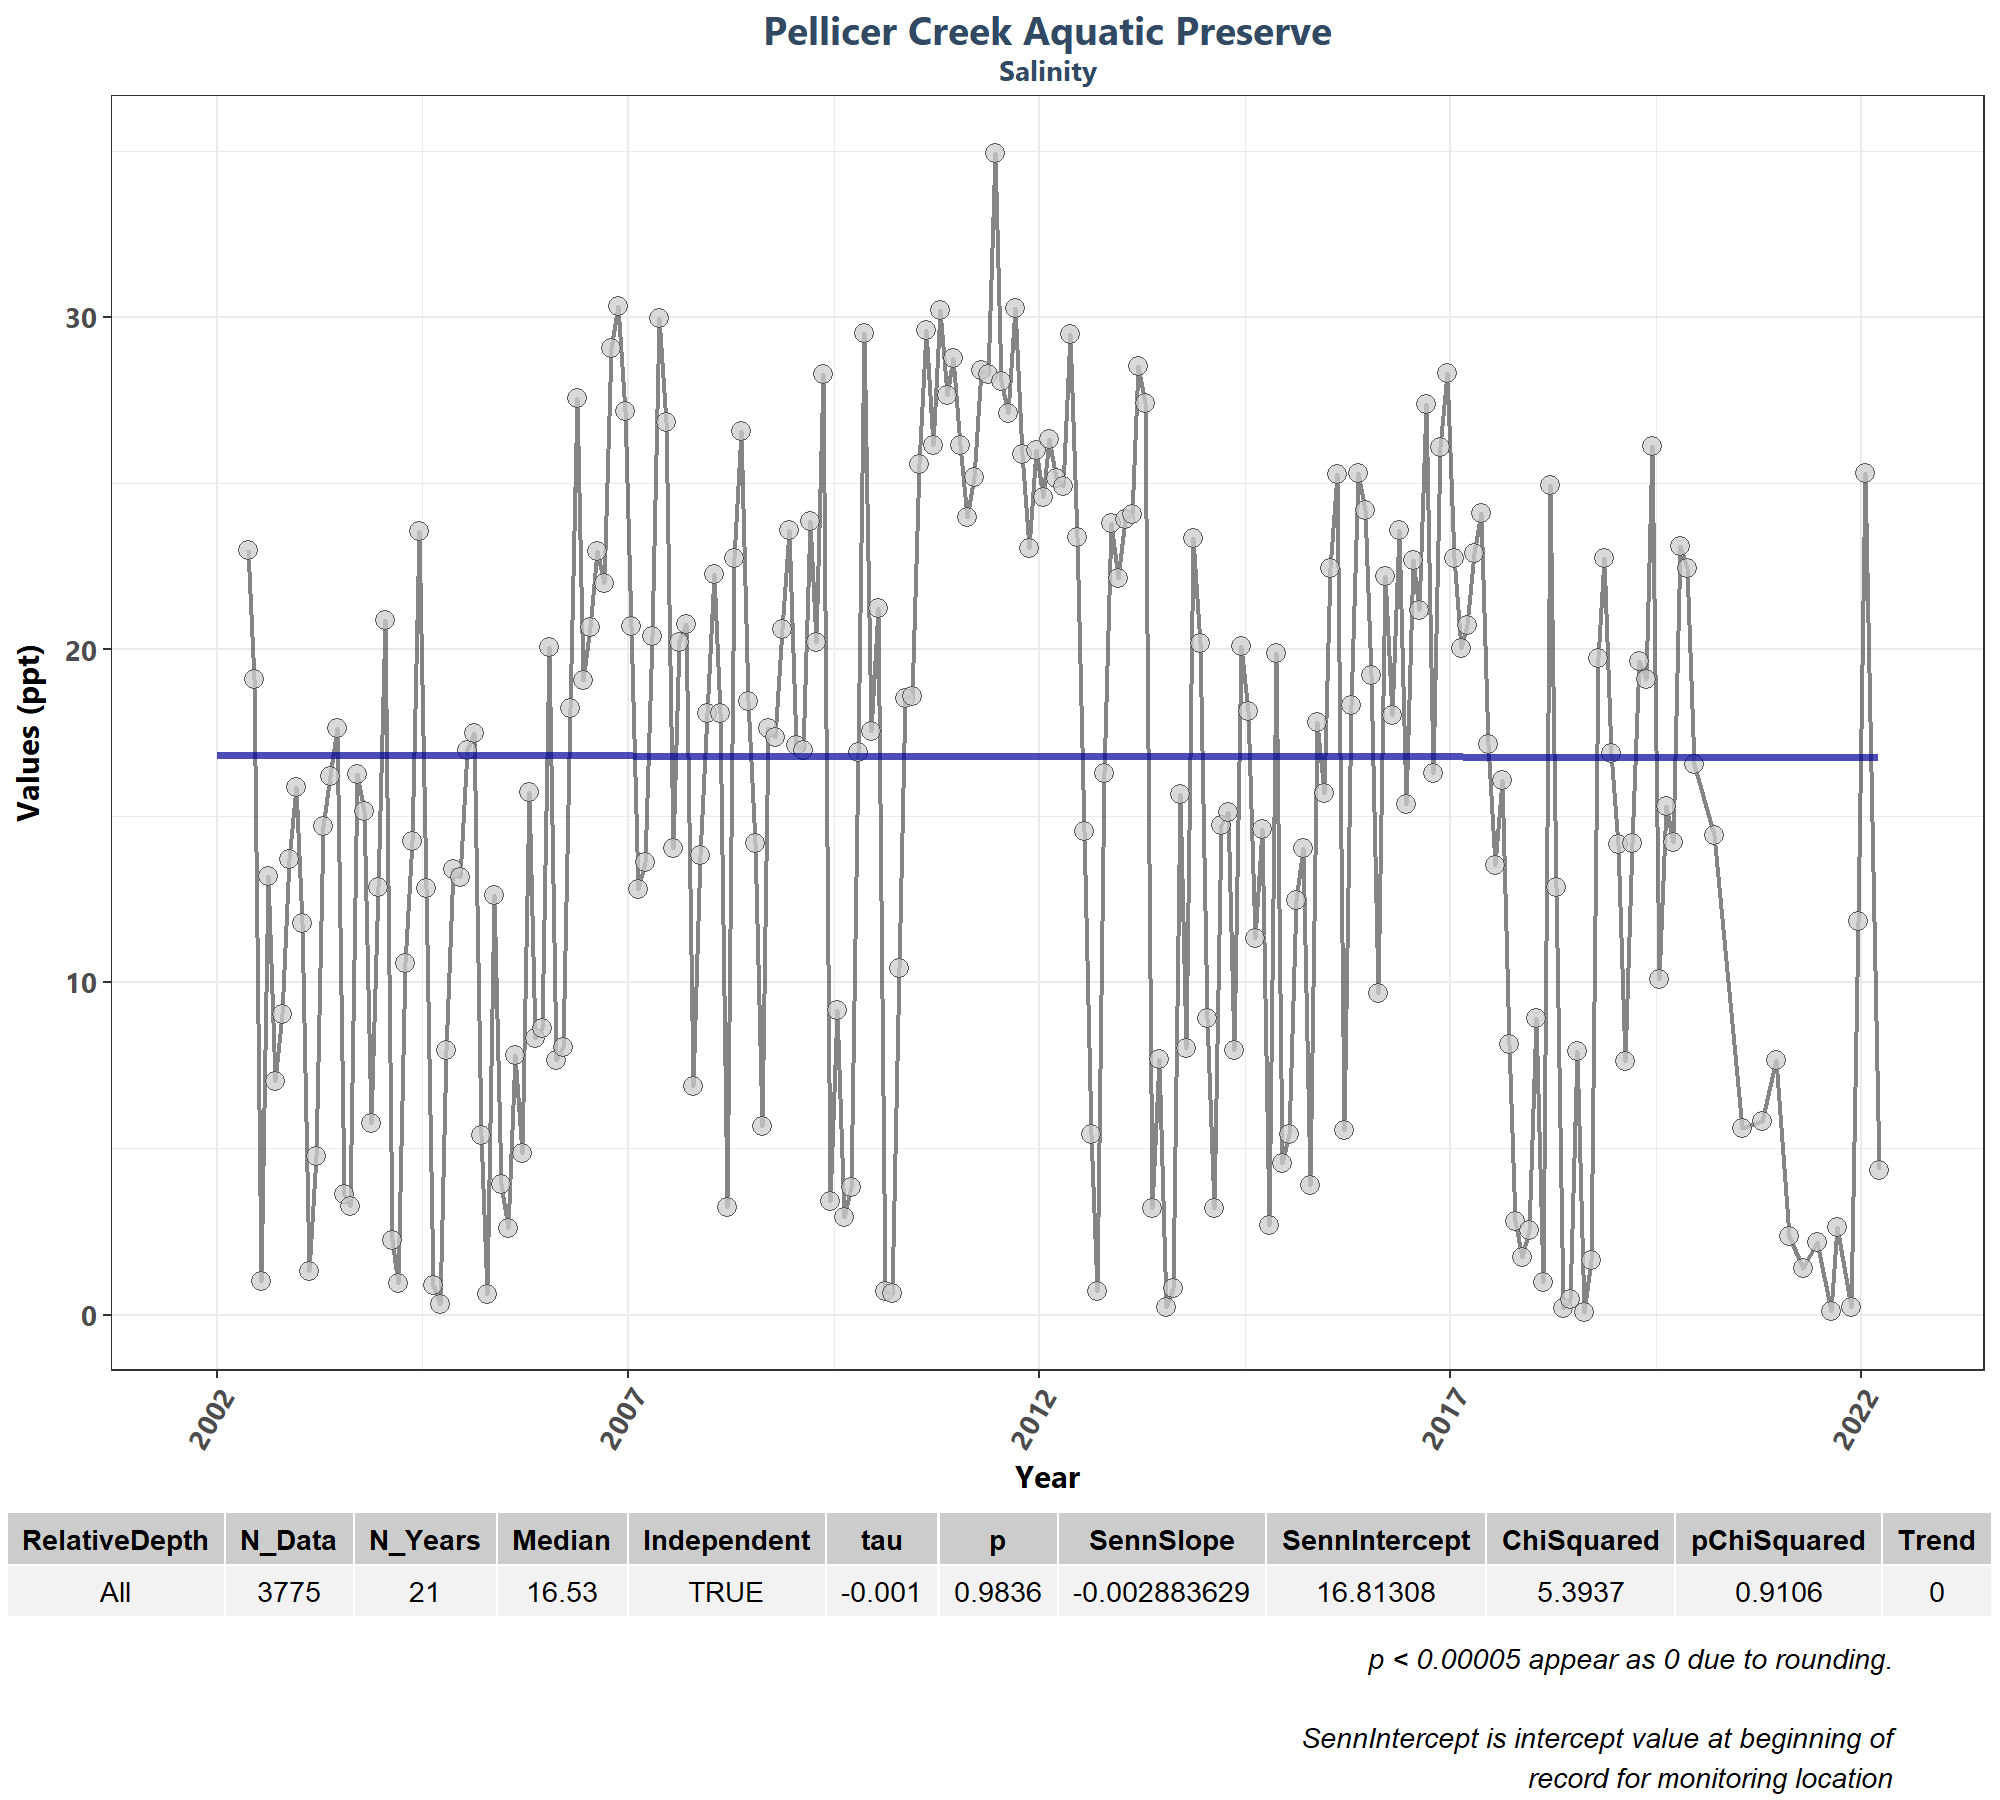 Pellicer Creek Aquatic Preserve
Salinity
Values (ppt)
30
20
10
0
2002 2007 2012 2017 2022
Year
RelativeDepth N_Data N_Years Median Independent tau p SennSlope SennIntercept ChiSquared pChiSquared Trend
All 3775 21 16.53 TRUE -0.001 0.9836 -0.002883629 16.81308 5.3937 0.9106 0
p < 0.00005 appear as 0 due to rounding.
SennIntercept is intercept value at beginning of
record for monitoring location